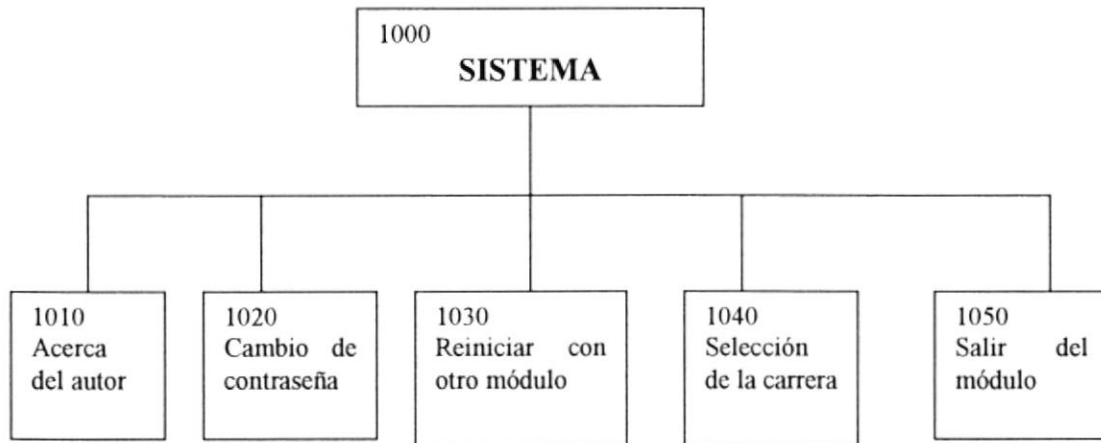 1000
SISTEMA
1010
Acerca
del autor
1020
Cambio de
contraseña
1030
Reiniciar con
otro módulo
1040
Selección
de la carrera
1050
Salir del
módulo